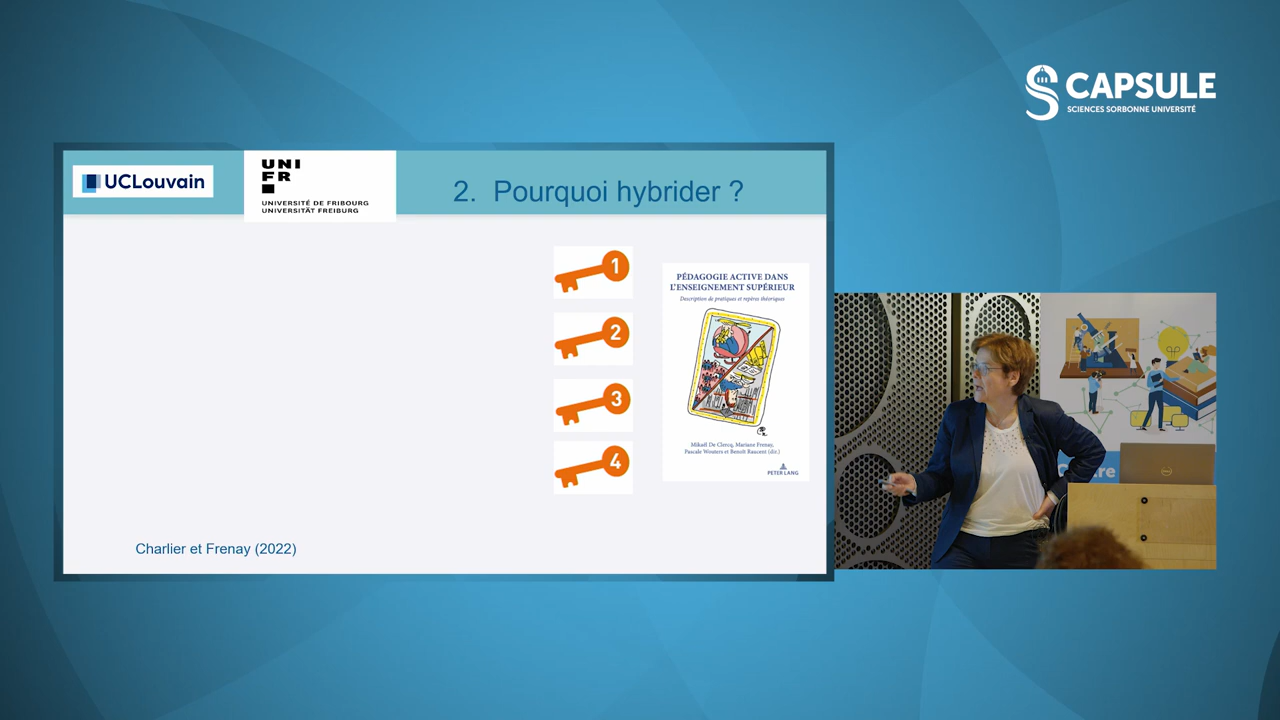 CAPSULE
SCIENCES SORBONNE UNIVERSITÉ
UCLouvain
UNI
FR
UNIVERSITÉ DE FRIBOURG
UNIVERSITÄT FREIBURG
2. Pourquoi hybrider ?
1
2
3
4
PÉDAGOGIE ACTIVE DANS
L'ENSEIGNEMENT SUPÉRIEUR
Description de pratiques et repères théoriques
Mikaël De Clercq, Mariane Frenay,
Pascale Wouters et Benoît Raucent (dir.)
PETER LANG
Charlier et Frenay (2022)
DELL